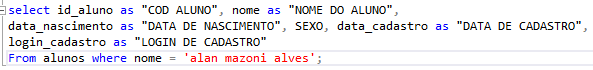 select id_aluno as "COD ALUNO", nome as "NOME DO ALUNO",
data_nascimento as "DATA DE NASCIMENTO", SEXO, data_cadastro as "DATA DE CADASTRO",
login_cadastro as "LOGIN DE CADASTRO"
From alunos where nome = 'alan mazoni alves';